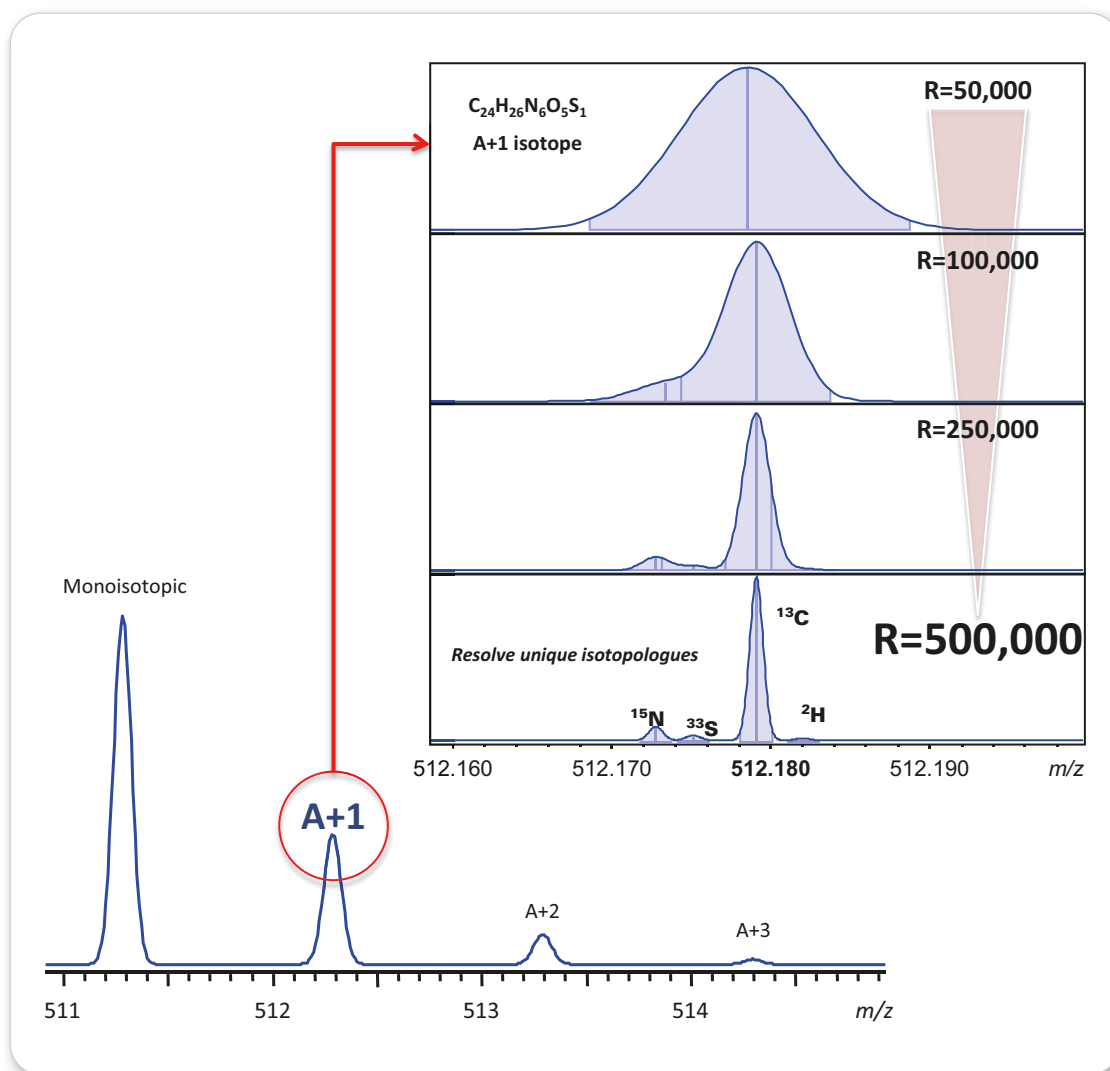 C₂₄H₂₆N₆O₅S₁
A+1 isotope
R=50,000
R=100,000
R=250,000
R=500,000
Resolve unique isotopologues
¹⁵N
³³S
¹³C
²H
512.160 512.170 512.180 512.190 m/z
Monoisotopic
A+1
A+2
A+3
511 512 513 514 m/z